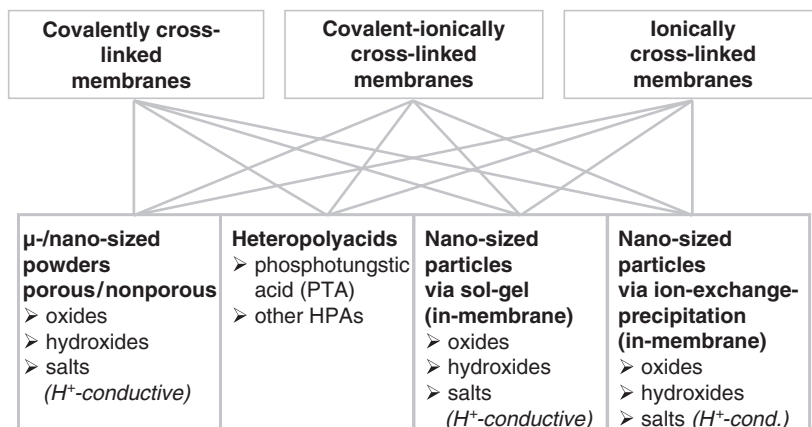 Covalently cross-
linked
membranes
Covalent-ionically
cross-linked
membranes
Ionically
cross-linked
membranes
µ-/nano-sized
powders
porous/nonporous
➢ oxides
➢ hydroxides
➢ salts
(H⁺-conductive)
Heteropolyacids
➢ phosphotungstic
acid (PTA)
➢ other HPAs
Nano-sized
particles
via sol-gel
(in-membrane)
➢ oxides
➢ hydroxides
➢ salts
(H⁺-conductive)
Nano-sized
particles
via ion-exchange-
precipitation
(in-membrane)
➢ oxides
➢ hydroxides
➢ salts (H⁺-cond.)